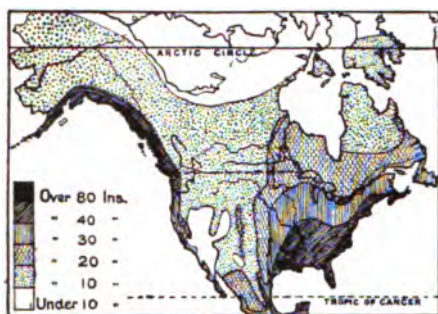 ARCTIC CIRCLE
Over 80 Ins.
40 "
30 "
20 "
10 "
Under 10 "
TROPIC OF CANCER